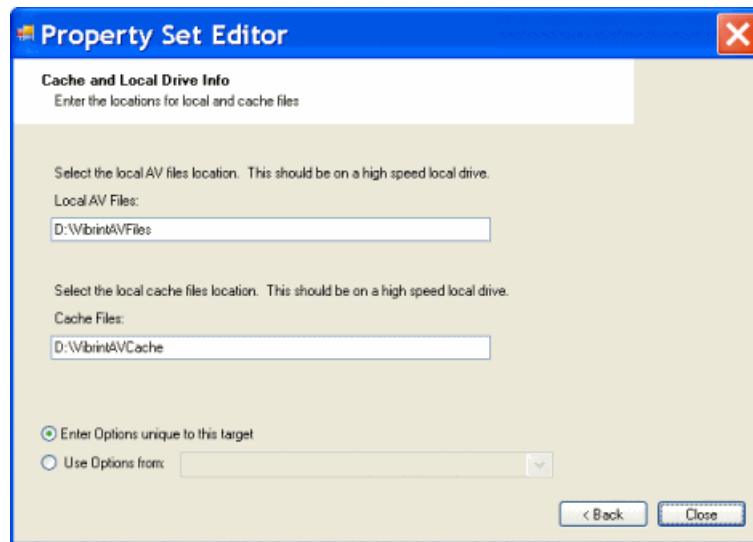 Property Set Editor
Cache and Local Drive Info
Enter the locations for local and cache files
Select the local AV files location. This should be on a high speed local drive.
Local AV Files:
D:\VibrintAVFiles
Select the local cache files location. This should be on a high speed local drive.
Cache Files:
D:\VibrintAVCache
Enter Options unique to this target
Use Options from:
< Back Close